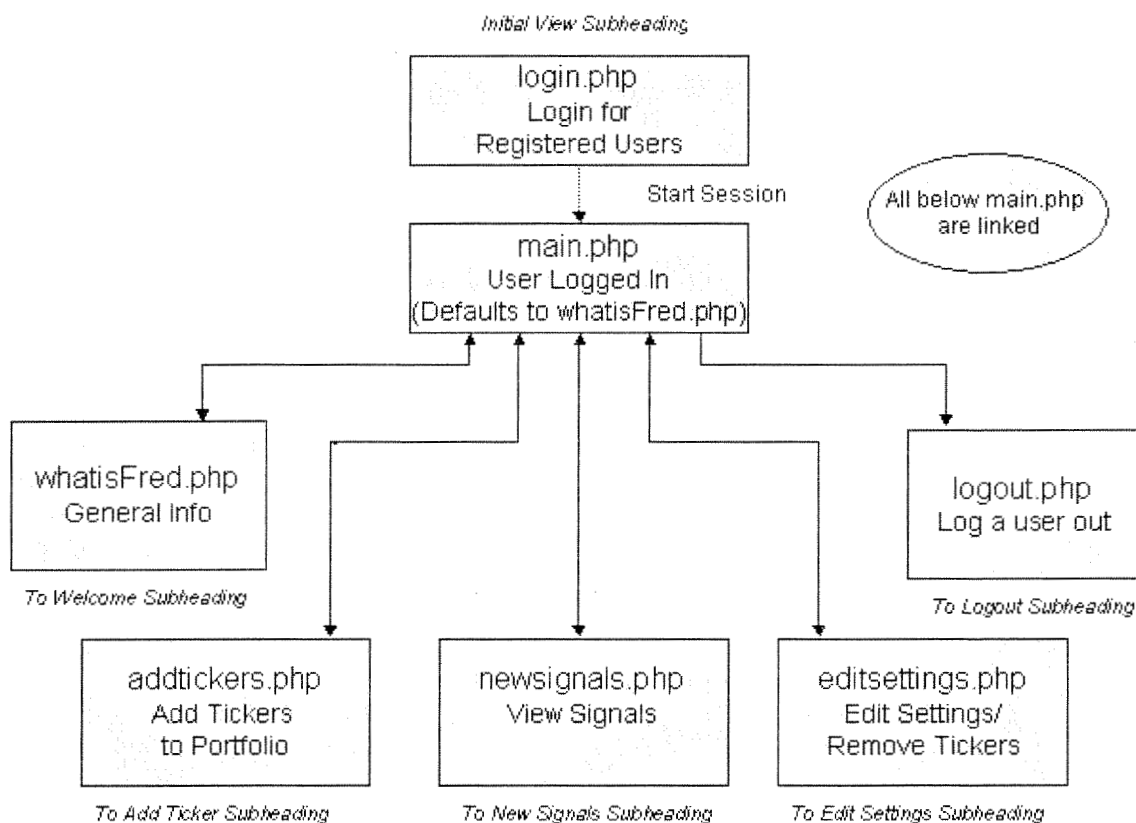 Initial View Subheading
login.php
Login for
Registered Users
Start Session
All below main.php
are linked
main.php
User Logged In
(Defaults to whatisFred.php)
whatisFred.php
General Info
To Welcome Subheading
logout.php
Log a user out
To Logout Subheading
addtickers.php
Add Tickers
to Portfolio
To Add Ticker Subheading
newsignals.php
View Signals
To New Signals Subheading
editsettings.php
Edit Settings/
Remove Tickers
To Edit Settings Subheading